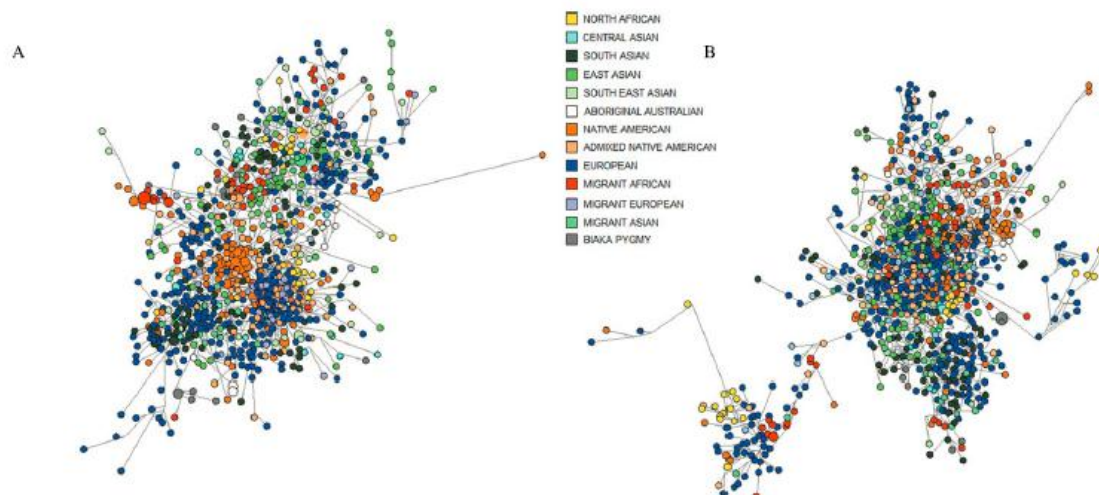 A
NORTH AFRICAN
CENTRAL ASIAN
SOUTH ASIAN
EAST ASIAN
SOUTH EAST ASIAN
ABORIGINAL AUSTRALIAN
NATIVE AMERICAN
ADMIXED NATIVE AMERICAN
EUROPEAN
MIGRANT AFRICAN
MIGRANT EUROPEAN
MIGRANT ASIAN
BIAKA PYGMY
B